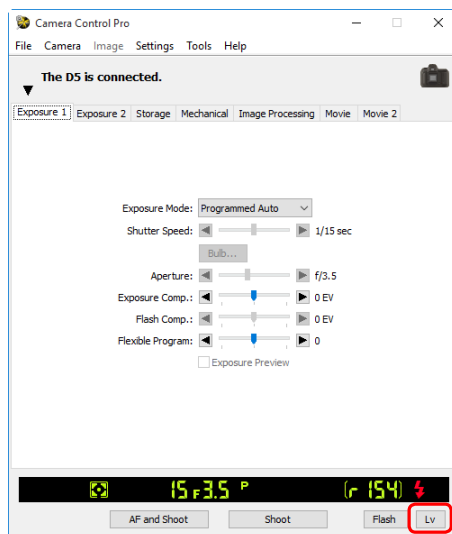 Camera Control Pro
File Camera Image Settings Tools Help
The D5 is connected.
Exposure 1 Exposure 2 Storage Mechanical Image Processing Movie Movie 2
Exposure Mode: Programmed Auto
Shutter Speed: 1/15 sec
Bulb...
Aperture: f/3.5
Exposure Comp.: 0 EV
Flash Comp.: 0 EV
Flexible Program: 0
Exposure Preview
15 F3.5 P (r 154)
AF and Shoot Shoot Flash Lv